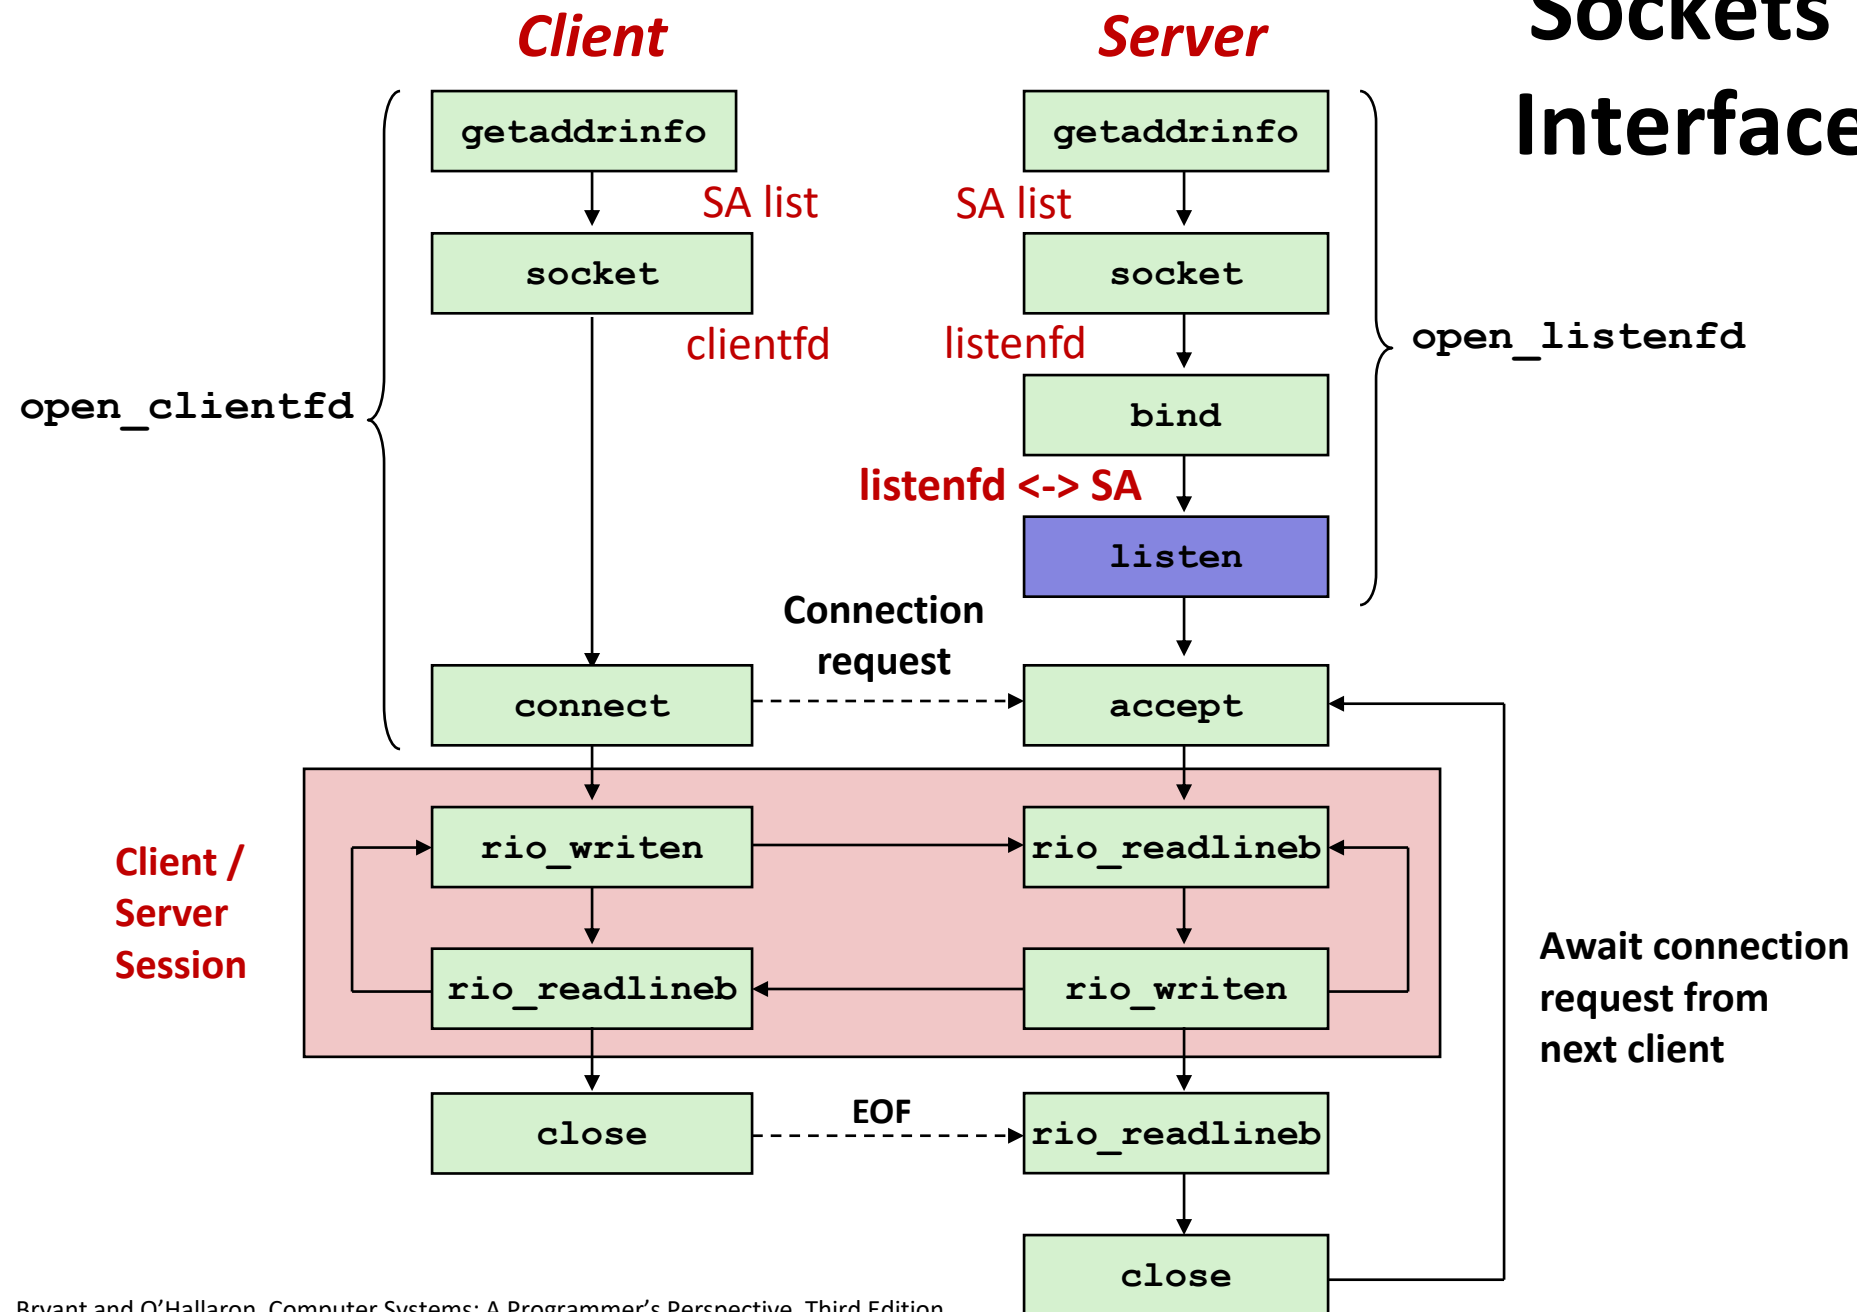 Sockets
Interface
Client
Server
getaddrinfo
getaddrinfo
SA list
SA list
socket
socket
clientfd
listenfd
open_listenfd
open_clientfd
bind
listenfd <-> SA
listen
Connection
request
connect
accept
Client /
Server
Session
rio_writen
rio_readlineb
rio_readlineb
rio_writen
Await connection
request from
next client
close
EOF
rio_readlineb
close
Bryant and O'Hallaron, Computer Systems: A Programmer's Perspective, Third Edition